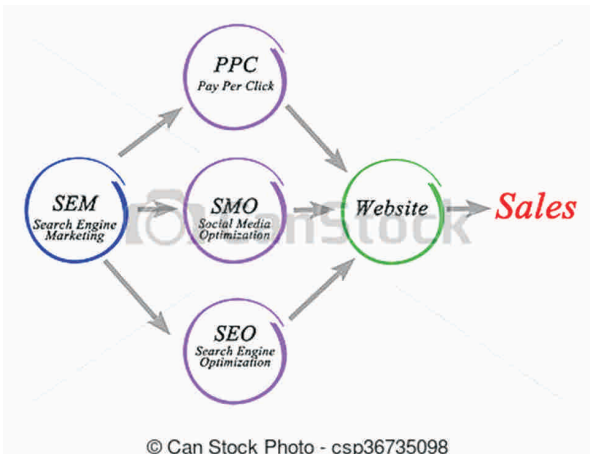 PPC
Pay Per Click
SEM
Search Engine
Marketing
SMO
Social Media
Optimization
Website
Sales
CanStock
SEO
Search Engine
Optimization
© Can Stock Photo - csp36735098